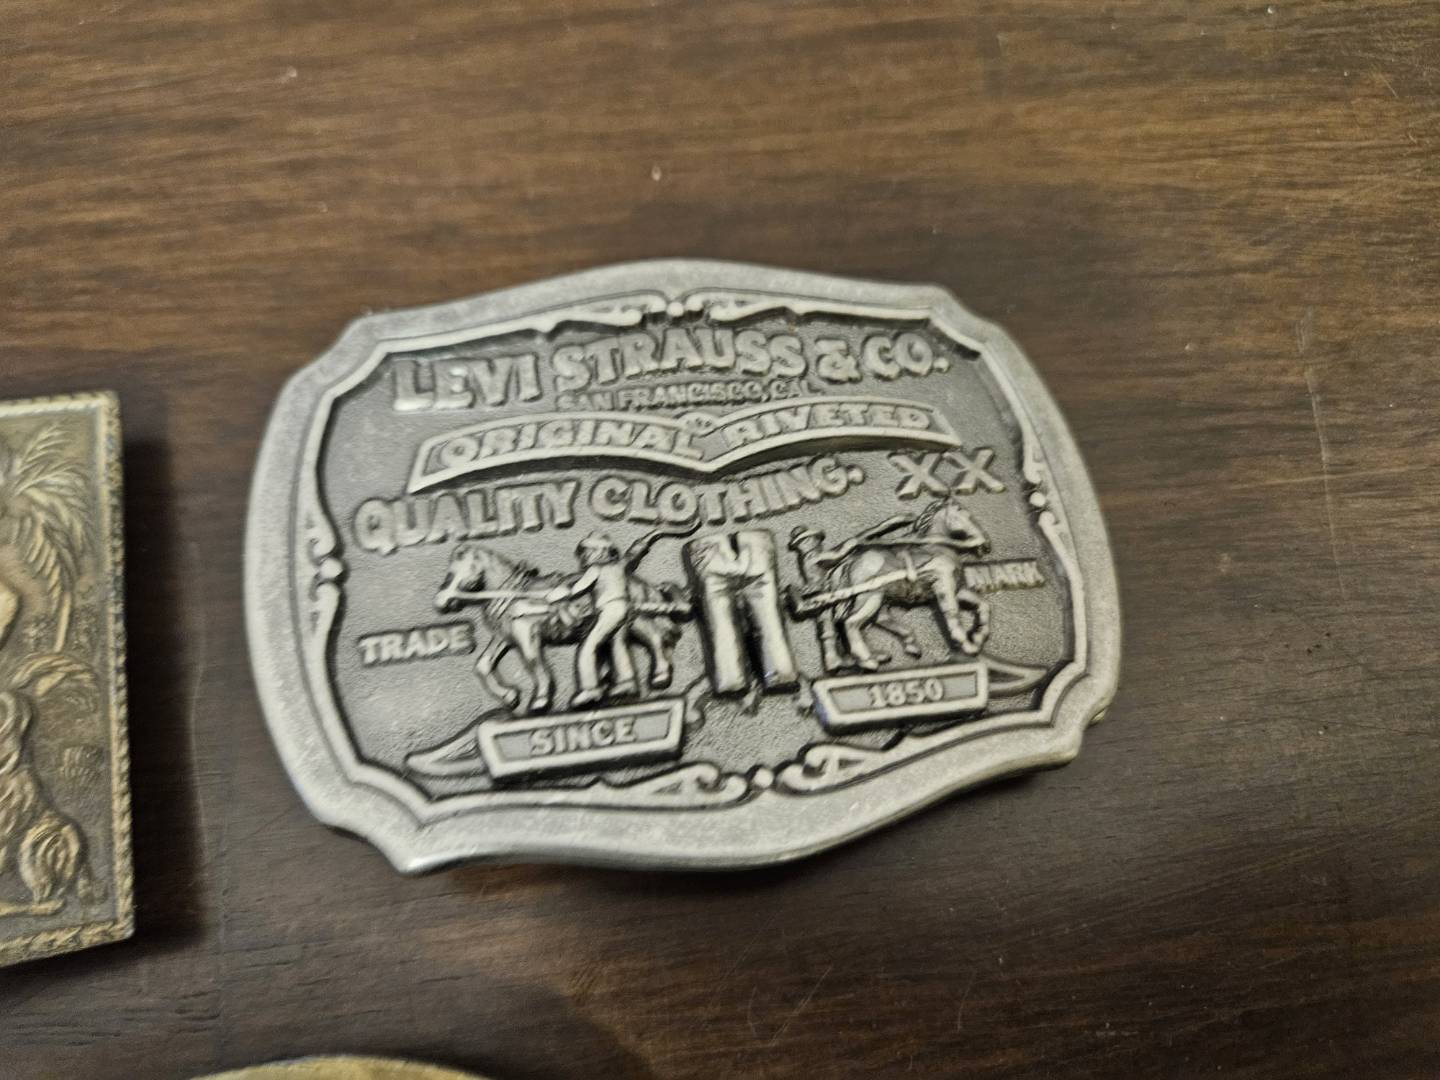 LEVI STRAUSS & CO.
SAN FRANCISCO, CAL.
ORIGINAL RIVETED
QUALITY CLOTHING. XX
TRADE MARK
SINCE 1850